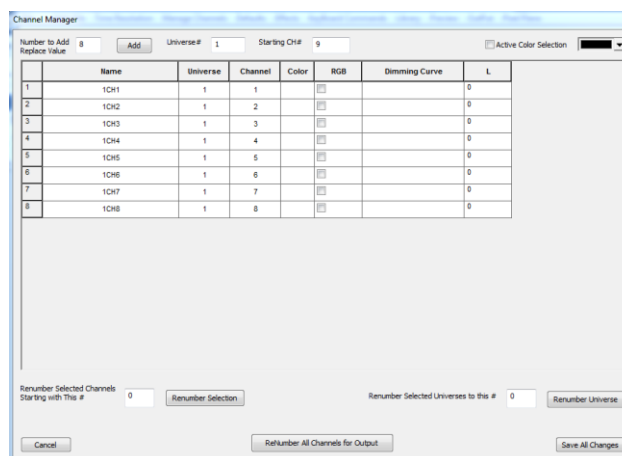 Channel Manager
Number to Add
Replace Value
8
Add
Universe#
1
Starting CH#
9
Active Color Selection
Name Universe Channel Color RGB Dimming Curve L
1 1CH1 1 1 0
2 1CH2 1 2 0
3 1CH3 1 3 0
4 1CH4 1 4 0
5 1CH5 1 5 0
6 1CH6 1 6 0
7 1CH7 1 7 0
8 1CH8 1 8 0
Renumber Selected Channels
Starting with This #
0
Renumber Selection
Renumber Selected Universes to this #
0
Renumber Universe
Cancel
ReNumber All Channels for Output
Save All Changes